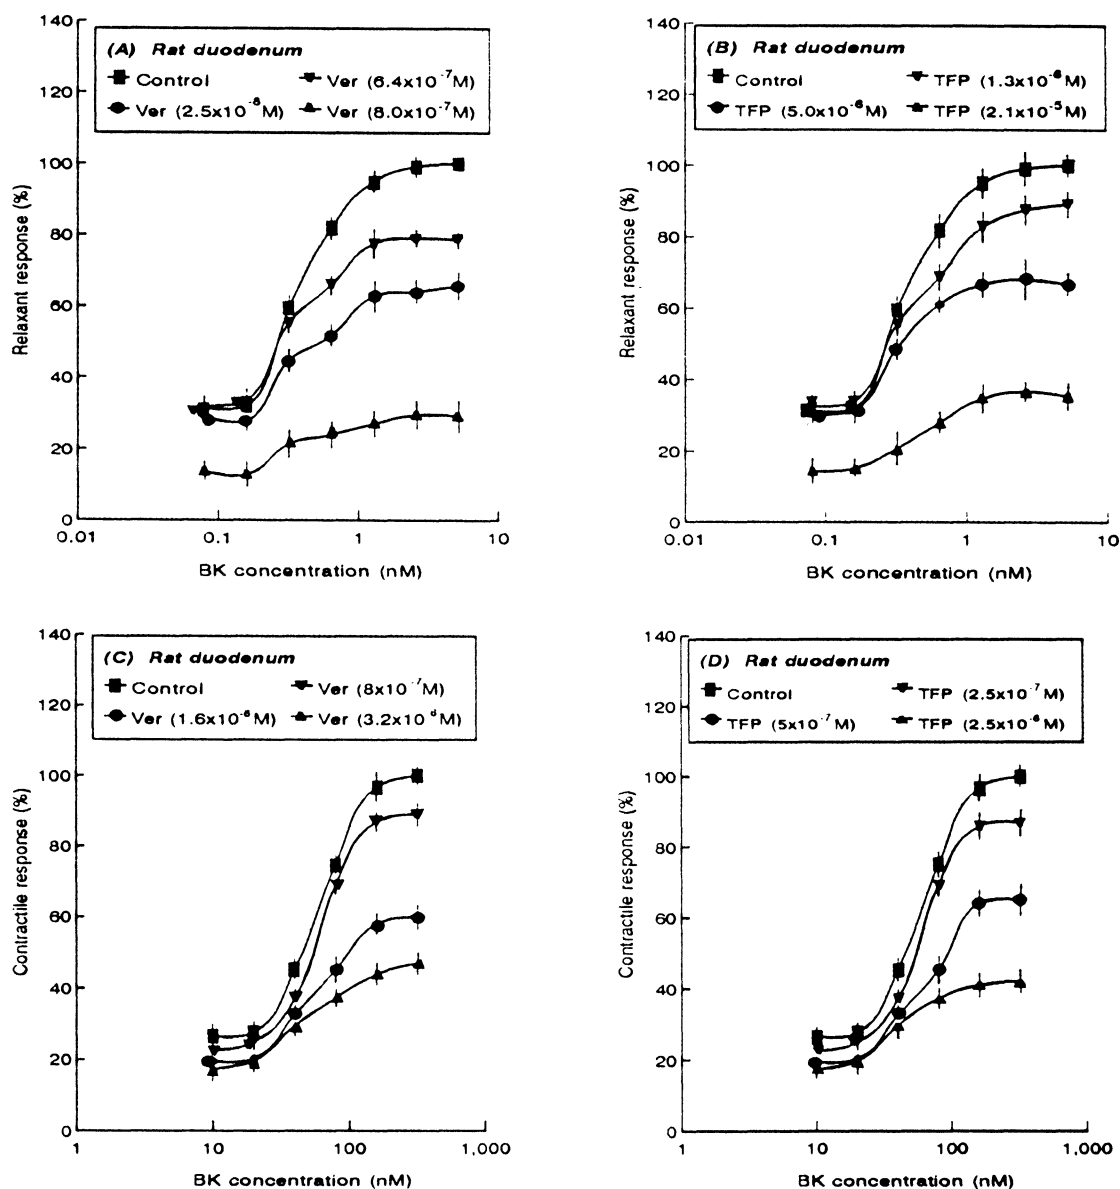 (A) Rat duodenum
Control Ver (6.4x10⁻⁷M)
Ver (2.5x10⁻⁸M) Ver (8.0x10⁻⁷M)
140
120
100
80
60
40
20
0
Relaxant response (%)
0.01 0.1 1 10
BK concentration (nM)
(B) Rat duodenum
Control TFP (1.3x10⁻⁶M)
TFP (5.0x10⁻⁶M) TFP (2.1x10⁻⁵M)
140
120
100
80
60
40
20
0
Relaxant response (%)
0.01 0.1 1 10
BK concentration (nM)
(C) Rat duodenum
Control Ver (8x10⁻⁷M)
Ver (1.6x10⁻⁶M) Ver
140
120
100
80
60
40
20
0
Contractile response (%)
1 10 100 1,000
BK concentration (nM)
(D) Rat duodenum
Control TFP (2.5x10⁻⁷M)
TFP (5x10⁻⁷M) TFP (2.5x10⁻⁶M)
140
120
100
80
60
40
20
0
Contractile response (%)
1 10 100 1,000
BK concentration (nM)